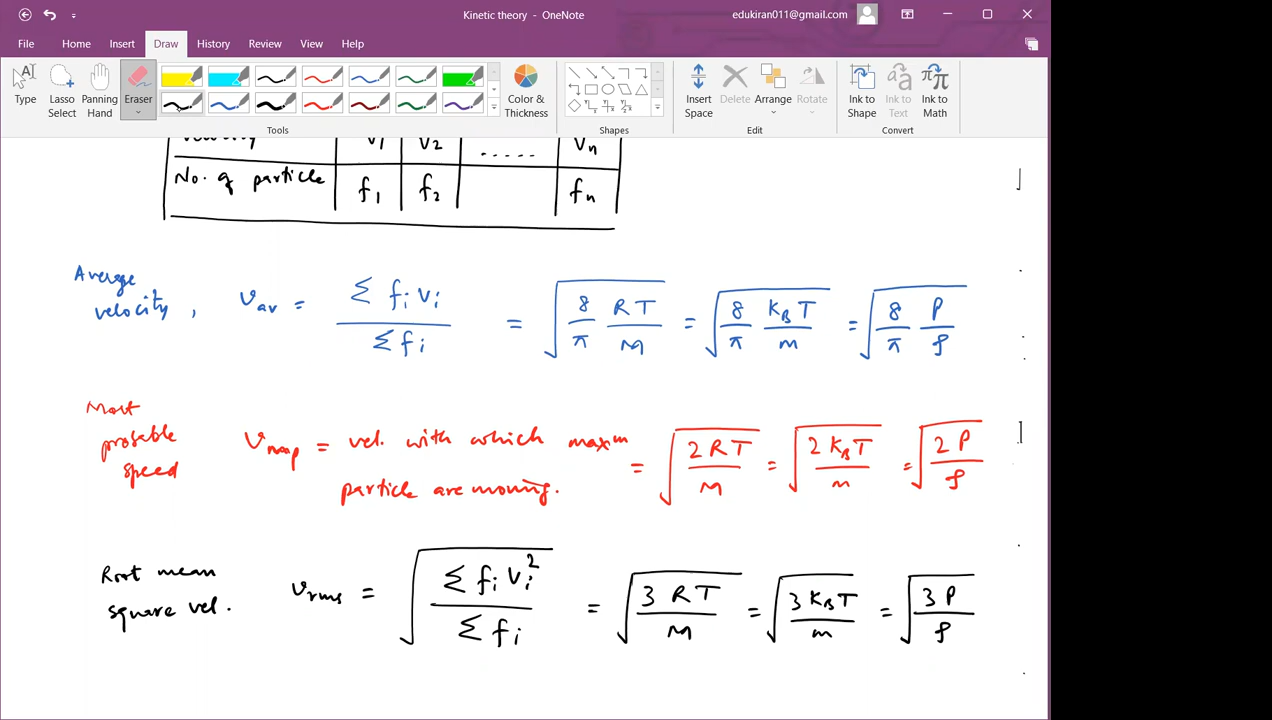 Kinetic theory - OneNote
edukiran011@gmail.com
File Home Insert Draw History Review View Help
Type Lasso Select Panning Hand Eraser Color & Thickness Insert Space Delete Arrange Rotate Ink to Shape Ink to Text Ink to Math
Tools Shapes Edit Convert
velocity v1 v2 ..... vn
No. of particle f1 f2 fn
Average velocity, vav = Σ fi vi / Σ fi = √(8/π RT/M) = √(8/π KBT/m) = √(8/π P/ρ)
Most probable speed vmp = vel. with which maxm particle are moving. = √(2RT/M) = √(2KBT/m) = √(2P/ρ)
Root mean square vel. vrms = √(Σ fi vi² / Σ fi) = √(3RT/M) = √(3KBT/m) = √(3P/ρ)